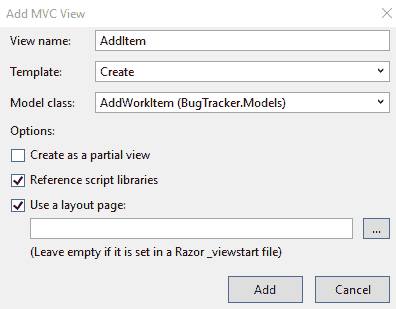 Add MVC View
View name: AddItem
Template: Create
Model class: AddWorkItem (BugTracker.Models)
Options:
Create as a partial view
Reference script libraries
Use a layout page:
...
(Leave empty if it is set in a Razor _viewstart file)
Add Cancel